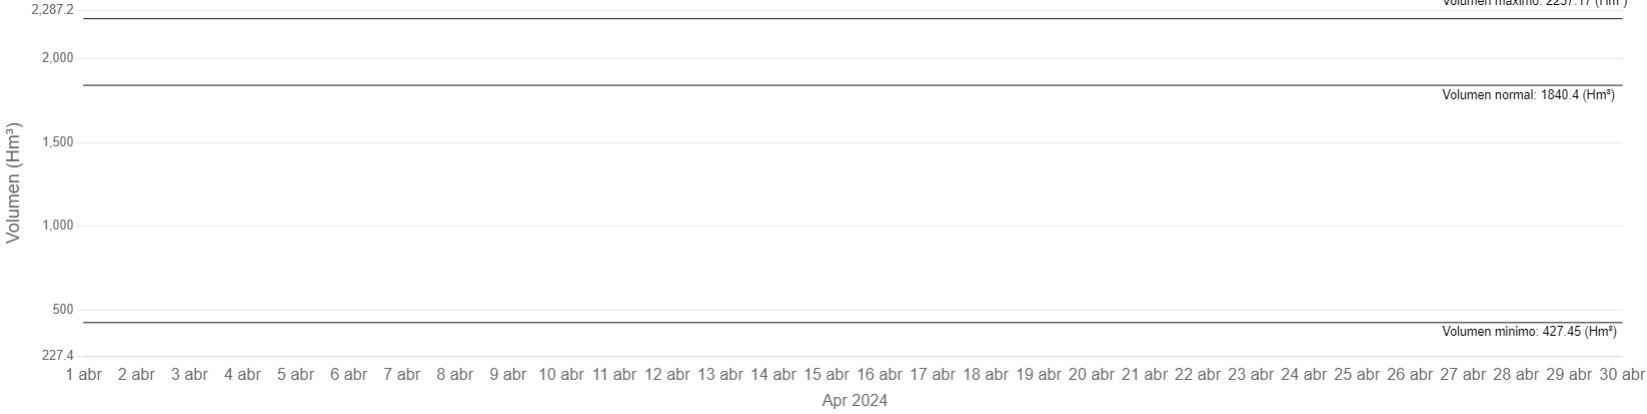 2,287.2
Volumen máximo: 2237.17 (Hm³)
2,000
Volumen normal: 1840.4 (Hm³)
1,500
Volumen (Hm³)
1,000
500
Volumen minimo: 427.45 (Hm³)
227.4
1 abr 2 abr 3 abr 4 abr 5 abr 6 abr 7 abr 8 abr 9 abr 10 abr 11 abr 12 abr 13 abr 14 abr 15 abr 16 abr 17 abr 18 abr 19 abr 20 abr 21 abr 22 abr 23 abr 24 abr 25 abr 26 abr 27 abr 28 abr 29 abr 30 abr
Apr 2024